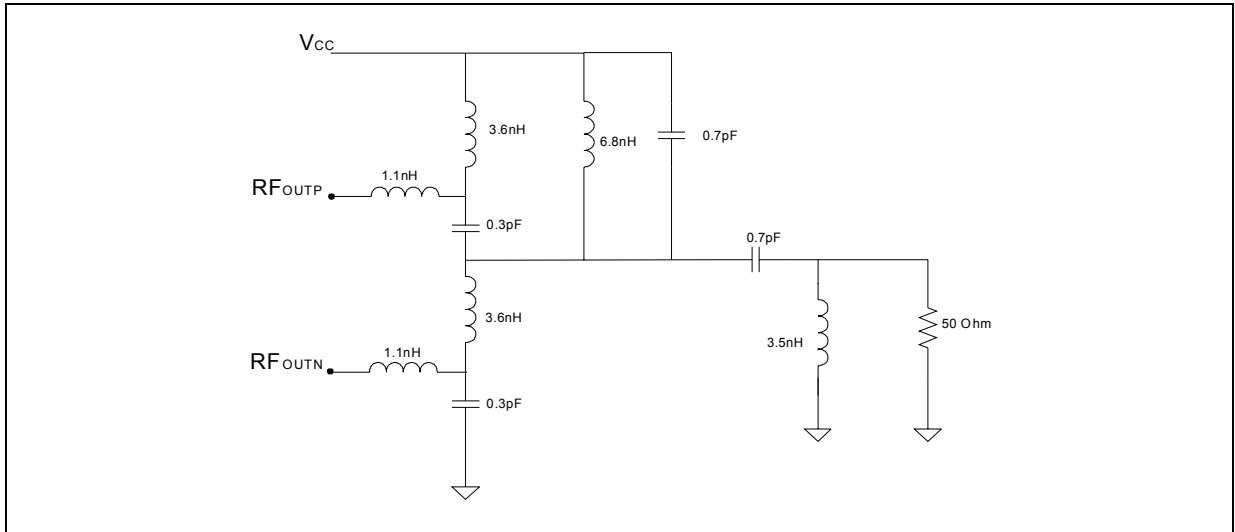 VCC
3.6nH
6.8nH
0.7pF
1.1nH
RFOUTP
0.3pF
0.7pF
3.6nH
50 Ohm
3.5nH
1.1nH
RFOUTN
0.3pF